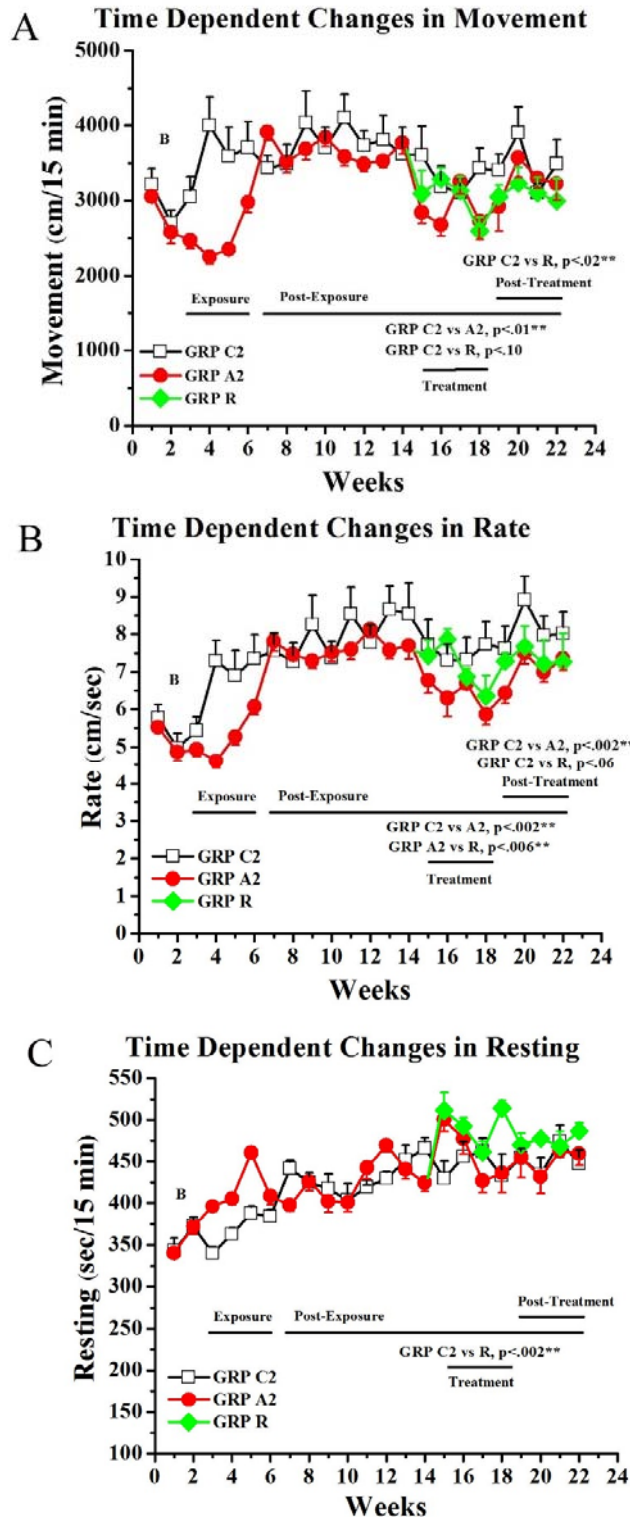 A
Time Dependent Changes in Movement
5000
4000
3000
2000
1000
0
Movement (cm/15 min)
B
GRP C2 vs R, p<.02**
Exposure Post-Exposure Post-Treatment
GRP C2 vs A2, p<.01**
GRP C2 vs R, p<.10
Treatment
GRP C2
GRP A2
GRP R
0 2 4 6 8 10 12 14 16 18 20 22 24
Weeks
B
Time Dependent Changes in Rate
10
9
8
7
6
5
4
3
2
1
0
Rate (cm/sec)
B
GRP C2 vs A2, p<.002**
GRP C2 vs R, p<.06
Exposure Post-Exposure Post-Treatment
GRP C2 vs A2, p<.002**
GRP A2 vs R, p<.006**
Treatment
GRP C2
GRP A2
GRP R
0 2 4 6 8 10 12 14 16 18 20 22 24
Weeks
C
Time Dependent Changes in Resting
550
500
450
400
350
300
250
200
150
100
Resting (sec/15 min)
B
Post-Treatment
Exposure Post-Exposure
GRP C2 vs R, p<.002**
Treatment
GRP C2
GRP A2
GRP R
0 2 4 6 8 10 12 14 16 18 20 22 24
Weeks